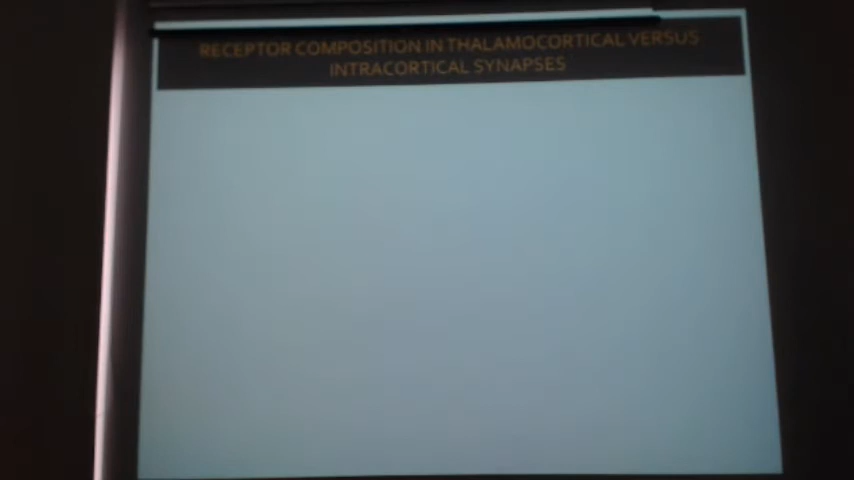 RECEPTOR COMPOSITION IN THALAMOCORTICAL VERSUS
INTRACORTICAL SYNAPSES